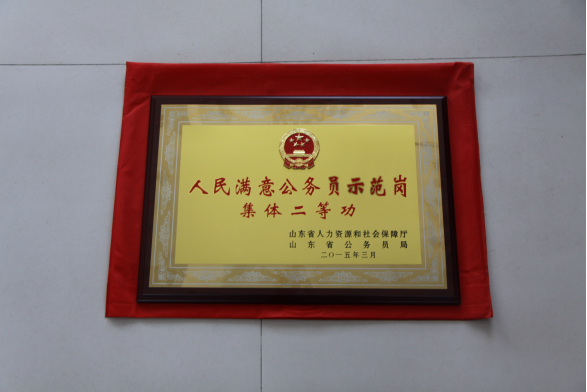 人民满意公务员示范岗
集体二等功
山东省人力资源和社会保障厅
山东省公务员局
二〇一五年三月